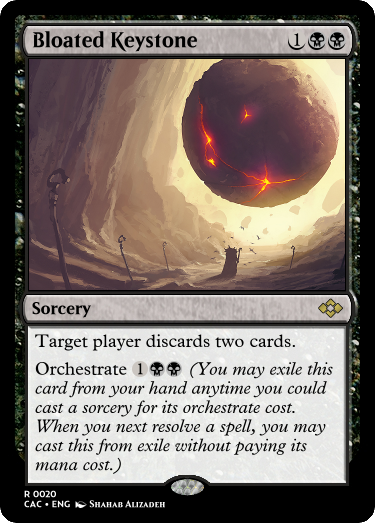 Bloated Keystone 1
Sorcery
Target player discards two cards.
Orchestrate 1 (You may exile this
card from your hand anytime you could
cast a sorcery for its orchestrate cost.
When you next resolve a spell, you may
cast this from exile without paying its
mana cost.)
R 0020
CAC • ENG Shahab Alizadeh